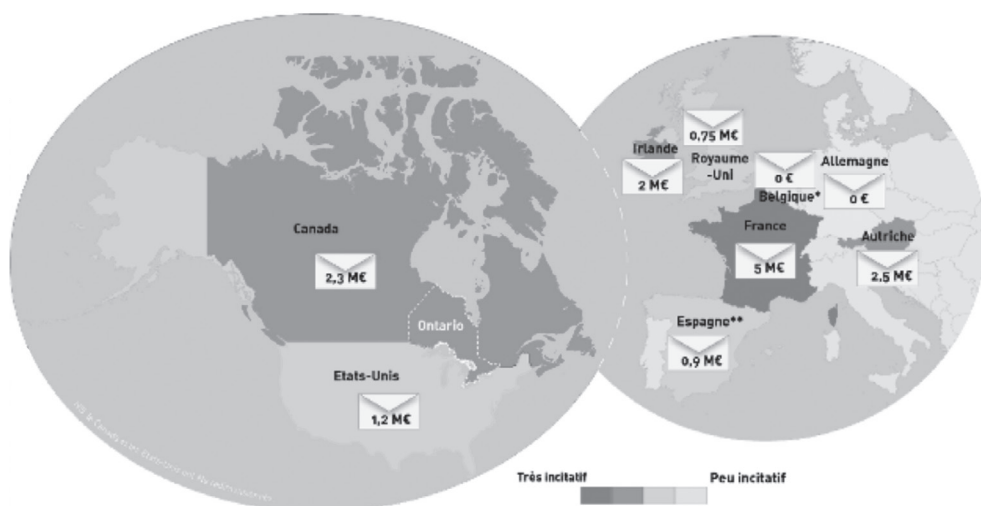 Canada
2,3 M€
Ontario
Etats-Unis
1,2 M€
0,75 M€
Irlande
2 M€
Royaume
-Uni
0 €
Belgique*
Allemagne
0 €
France
5 M€
Autriche
2,5 M€
Espagne**
0,9 M€
Très incitatif
Peu incitatif